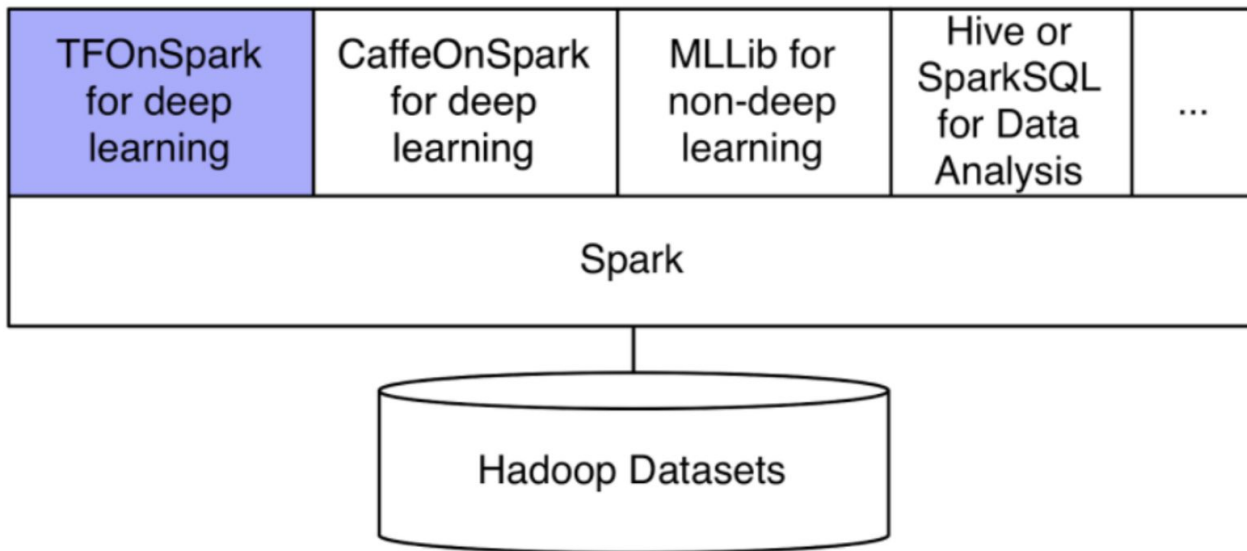 TFOnSpark
for deep
learning
CaffeOnSpark
for deep
learning
MLLib for
non-deep
learning
Hive or
SparkSQL
for Data
Analysis
...
Spark
Hadoop Datasets